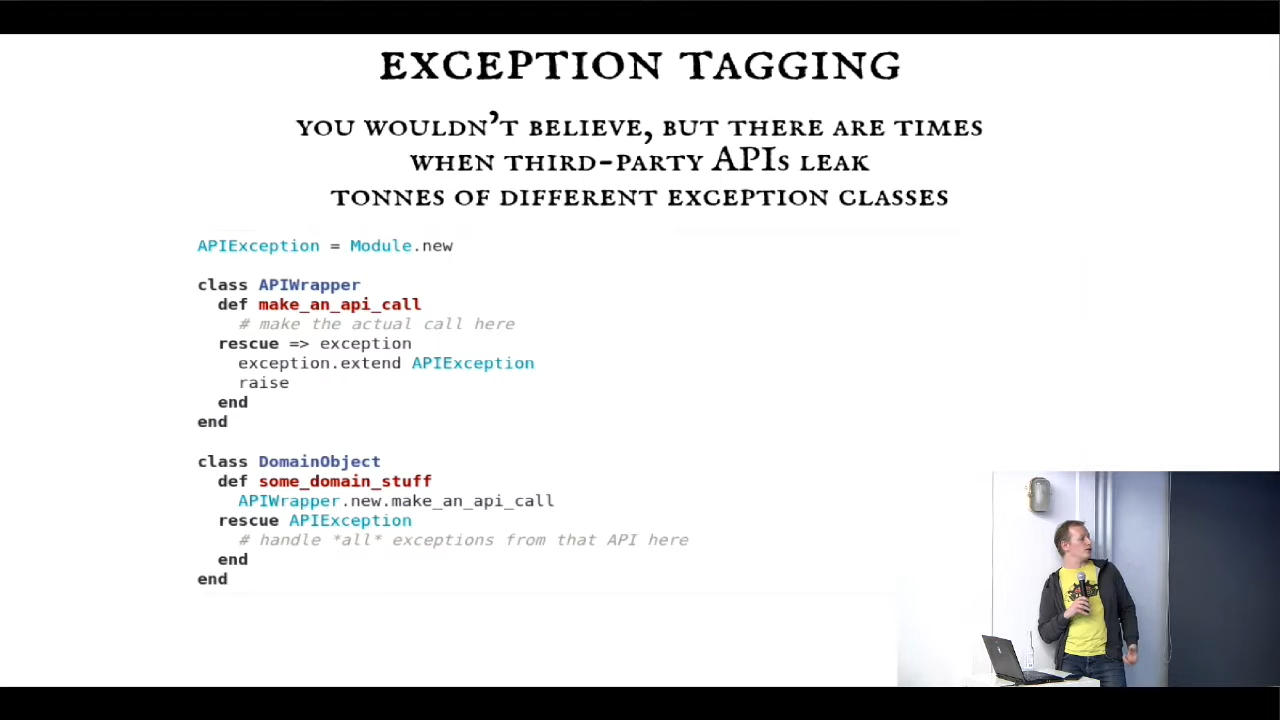 EXCEPTION TAGGING
YOU WOULDN'T BELIEVE, BUT THERE ARE TIMES
WHEN THIRD-PARTY APIS LEAK
TONNES OF DIFFERENT EXCEPTION CLASSES
APIException = Module.new
class APIWrapper
def make_an_api_call
# make the actual call here
rescue => exception
exception.extend APIException
raise
end
end
class DomainObject
def some_domain_stuff
APIWrapper.new.make_an_api_call
rescue APIException
# handle *all* exceptions from that API here
end
end